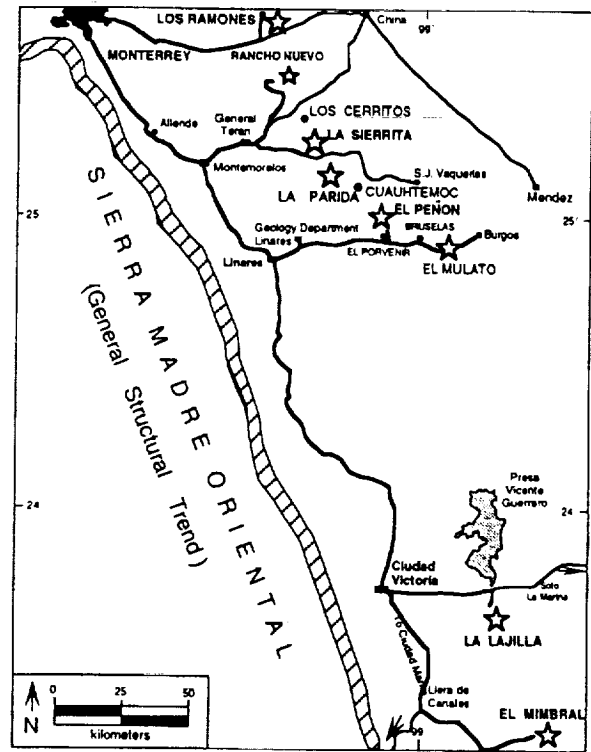 99'
LOS RAMONES
China
MONTERREY
RANCHO NUEVO
Allende
General
Teran
LOS CERRITOS
LA SIERRITA
Montemorelos
S.J. Vaquerias
LA PARIDA
CUAUHTEMOC
Mendez
25
25'
EL PEÑON
Geology Department
Linares
BRUSELAS
Burgos
EL PORVENIR
Linares
EL MULATO
SIERRA MADRE ORIENTAL
(General Structural Trend)
Presa
Vicente
Guerrero
24
24
Ciudad
Victoria
Soto
La Marina
LA LAJILLA
To Ciudad Man
Llera de
Canales
EL MIMBRAL
99
0 25 50
kilometers
N